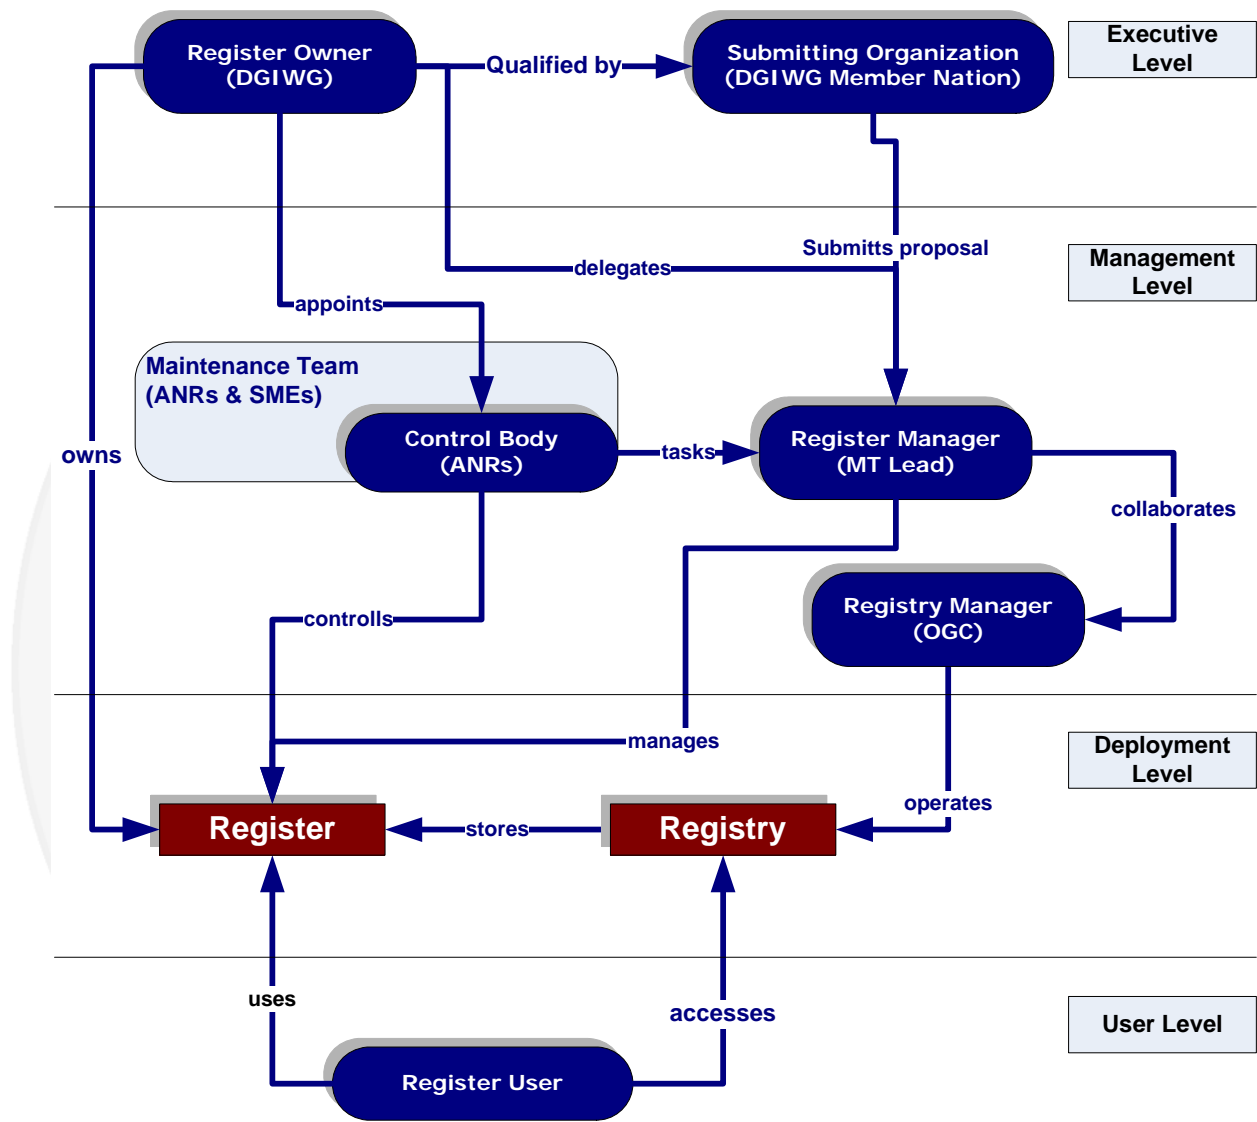 Register Owner
(DGIWG)
Qualified by
Submitting Organization
(DGIWG Member Nation)
Executive
Level
Submitts proposal
delegates
Management
Level
appoints
Maintenance Team
(ANRs & SMEs)
owns
Control Body
(ANRs)
tasks
Register Manager
(MT Lead)
collaborates
controlls
Registry Manager
(OGC)
manages
Deployment
Level
operates
Register
stores
Registry
uses
accesses
User Level
Register User